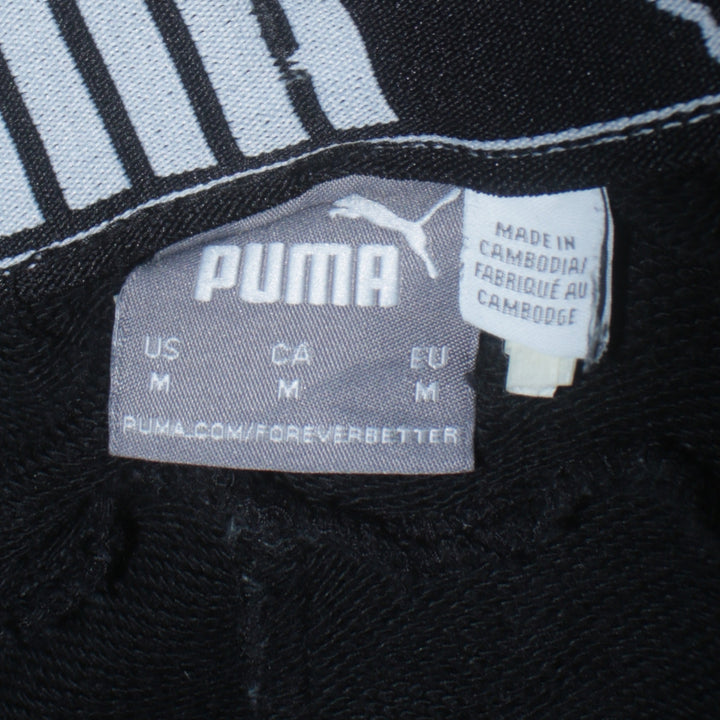 PUMA
US CA EU
M M M
PUMA.COM/FOREVERBETTER
MADE IN
CAMBODIA/
FABRIQUÉ AU
CAMBODGE